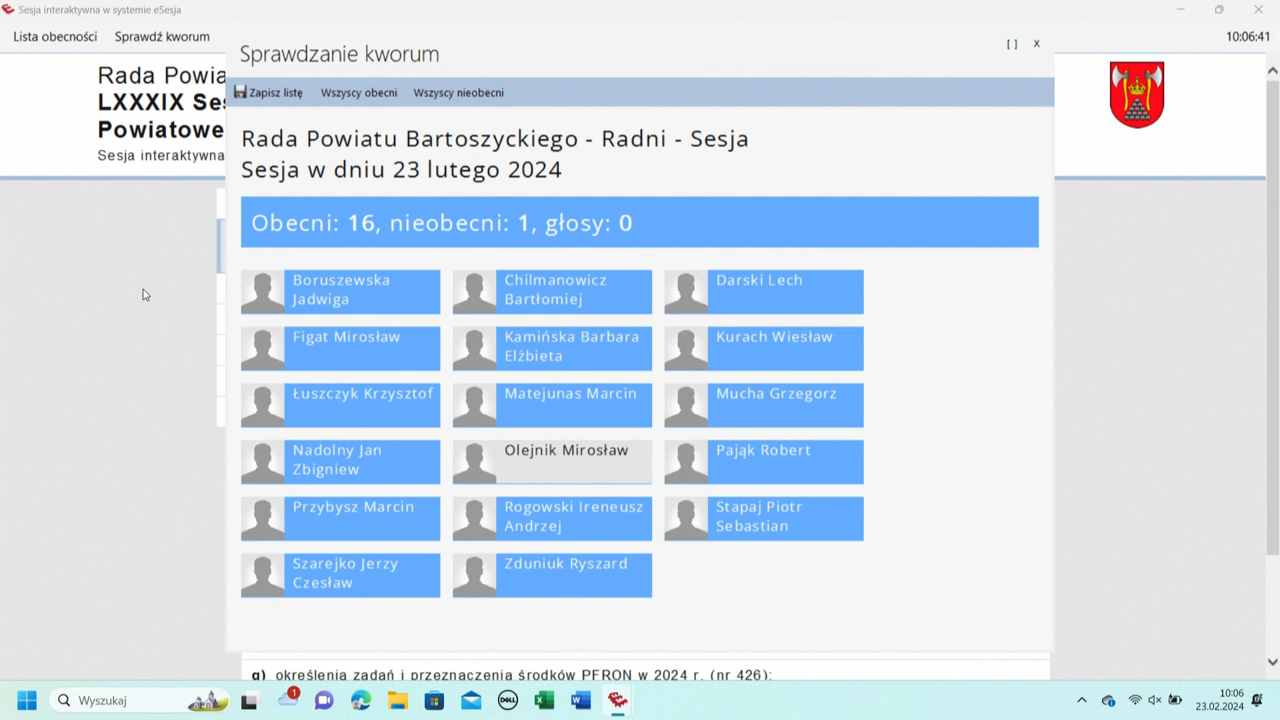 Sesja interaktywna w systemie eSesja
Lista obecności Sprawdź kworum 10:06:41
Rada Powia
LXXXIX Se
Powiatowe
Sesja interaktywna
Sprawdzanie kworum [ ] x
Zapisz listę Wszyscy obecni Wszyscy nieobecni
Rada Powiatu Bartoszyckiego - Radni - Sesja
Sesja w dniu 23 lutego 2024
Obecni: 16, nieobecni: 1, głosy: 0
Boruszewska Jadwiga
Chilmanowicz Bartłomiej
Darski Lech
Figat Mirosław
Kamińska Barbara Elżbieta
Kurach Wiesław
Łuszczyk Krzysztof
Matejunas Marcin
Mucha Grzegorz
Nadolny Jan Zbigniew
Olejnik Mirosław
Pająk Robert
Przybysz Marcin
Rogowski Ireneusz Andrzej
Stapaj Piotr Sebastian
Szarejko Jerzy Czesław
Zduniuk Ryszard
g) określenia zadań i przeznaczenia środków PFRON w 2024 r. (nr 426);
Wyszukaj
1
DELL
10:06
23.02.2024